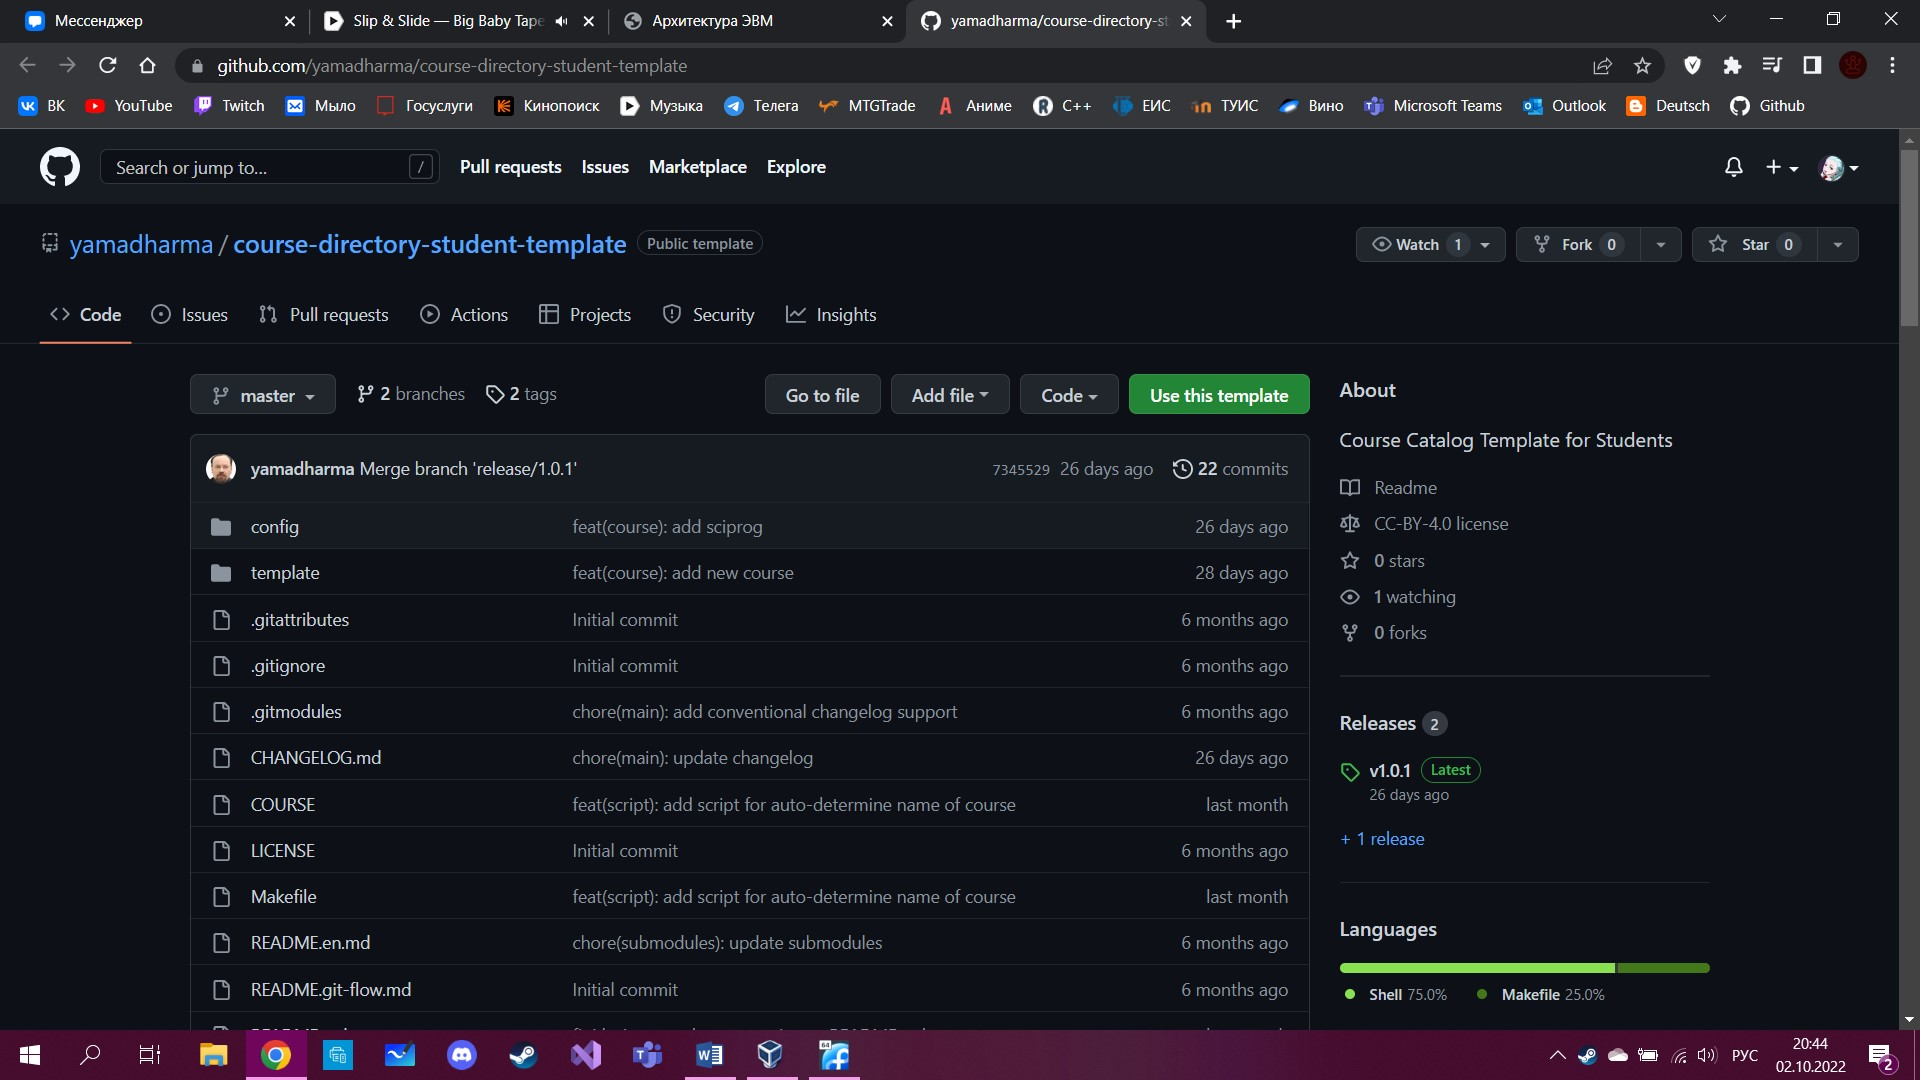 Мессенджер
Slip & Slide — Big Baby Tape
Архитектура ЭВМ
yamadharma/course-directory-st
github.com/yamadharma/course-directory-student-template
ВК
YouTube
Twitch
Мыло
Госуслуги
Кинопоиск
Музыка
Телега
MTGTrade
Аниме
C++
ЕИС
ТУИС
Вино
Microsoft Teams
Outlook
Deutsch
Github
Search or jump to...
/
Pull requests
Issues
Marketplace
Explore
yamadharma / course-directory-student-template
Public template
Watch 1
Fork 0
Star 0
Code
Issues
Pull requests
Actions
Projects
Security
Insights
master
2 branches
2 tags
Go to file
Add file
Code
Use this template
yamadharma Merge branch 'release/1.0.1'
7345529 26 days ago
22 commits
config feat(course): add sciprog 26 days ago
template feat(course): add new course 28 days ago
.gitattributes Initial commit 6 months ago
.gitignore Initial commit 6 months ago
.gitmodules chore(main): add conventional changelog support 6 months ago
CHANGELOG.md chore(main): update changelog 26 days ago
COURSE feat(script): add script for auto-determine name of course last month
LICENSE Initial commit 6 months ago
Makefile feat(script): add script for auto-determine name of course last month
README.en.md chore(submodules): update submodules 6 months ago
README.git-flow.md Initial commit 6 months ago
About
Course Catalog Template for Students
Readme
CC-BY-4.0 license
0 stars
1 watching
0 forks
Releases 2
v1.0.1 Latest
26 days ago
+ 1 release
Languages
Shell 75.0%
Makefile 25.0%
64
РУС
20:44
02.10.2022
2